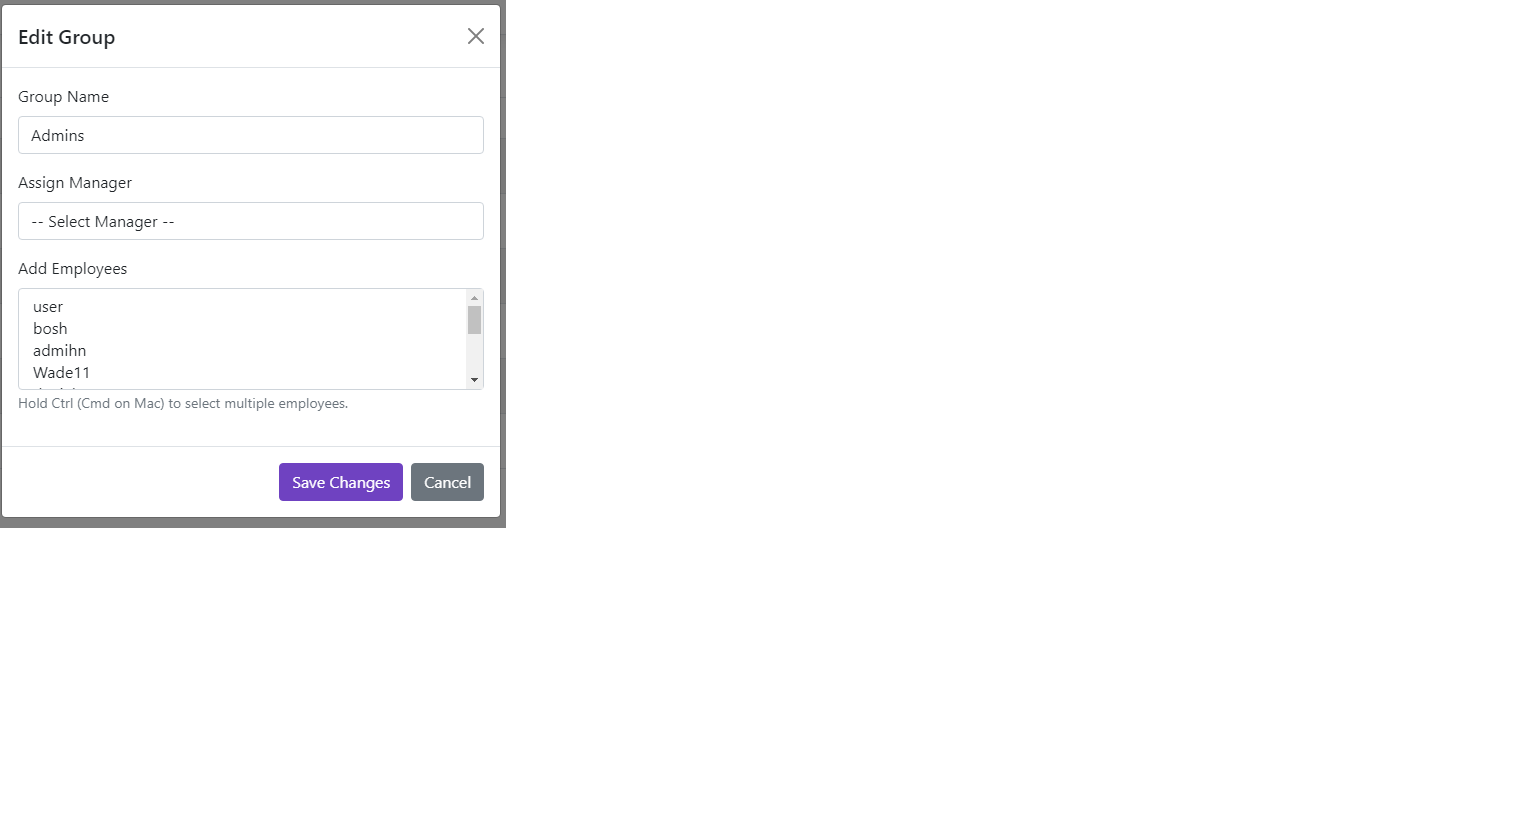 Edit Group
Group Name
Admins
Assign Manager
-- Select Manager --
Add Employees
user
bosh
admihn
Wade11
Hold Ctrl (Cmd on Mac) to select multiple employees.
Save Changes
Cancel